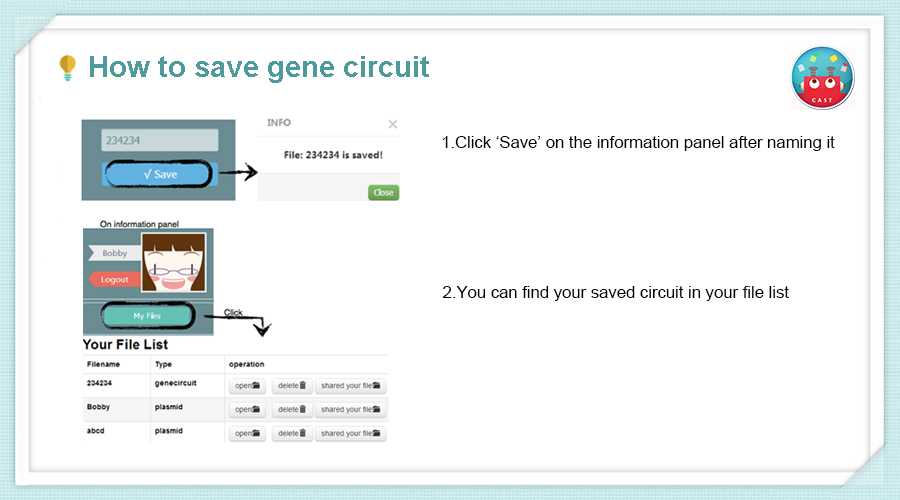 How to save gene circuit
CAST
234234
√ Save
INFO
×
File: 234234 is saved!
Close
1.Click ‘Save’ on the information panel after naming it
On information panel
Bobby
Logout
My Files
Click
2.You can find your saved circuit in your file list
Your File List
Filename Type operation
234234 genecircuit open delete shared your file
Bobby plasmid open delete shared your file
abcd plasmid open delete shared your file